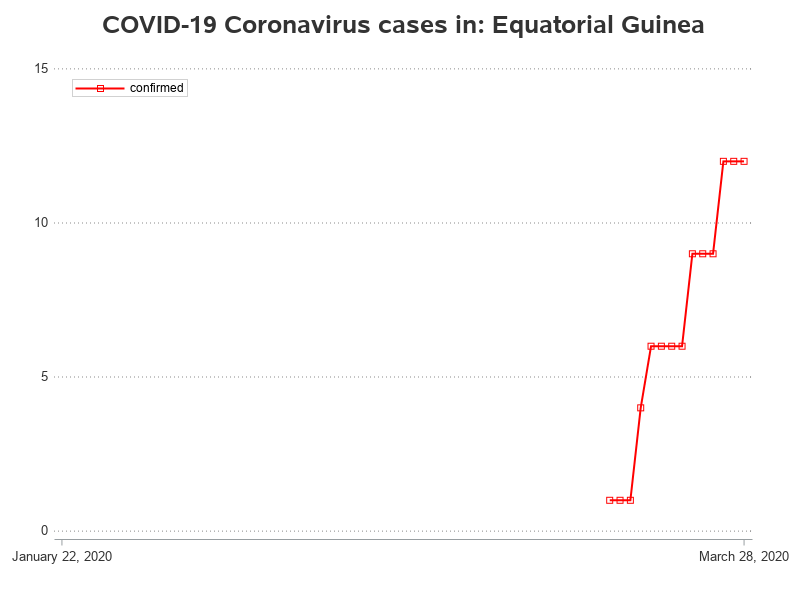 COVID-19 Coronavirus cases in: Equatorial Guinea
15
confirmed
10
5
0
January 22, 2020
March 28, 2020